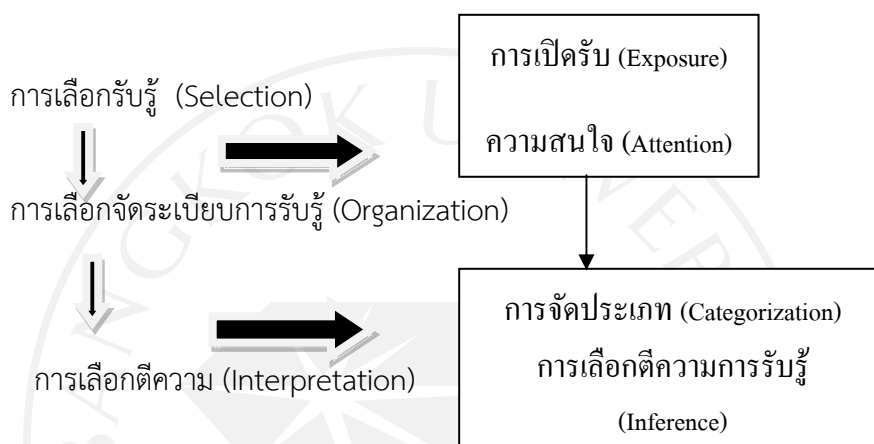 การเปิดรับ (Exposure)
การเลือกรับรู้ (Selection)
ความสนใจ (Attention)
การเลือกจัดระเบียบการรับรู้ (Organization)
การจัดประเภท (Categorization)
การเลือกตีความการรับรู้
การเลือกตีความ (Interpretation)
(Inference)
BANGKOK UNIVER